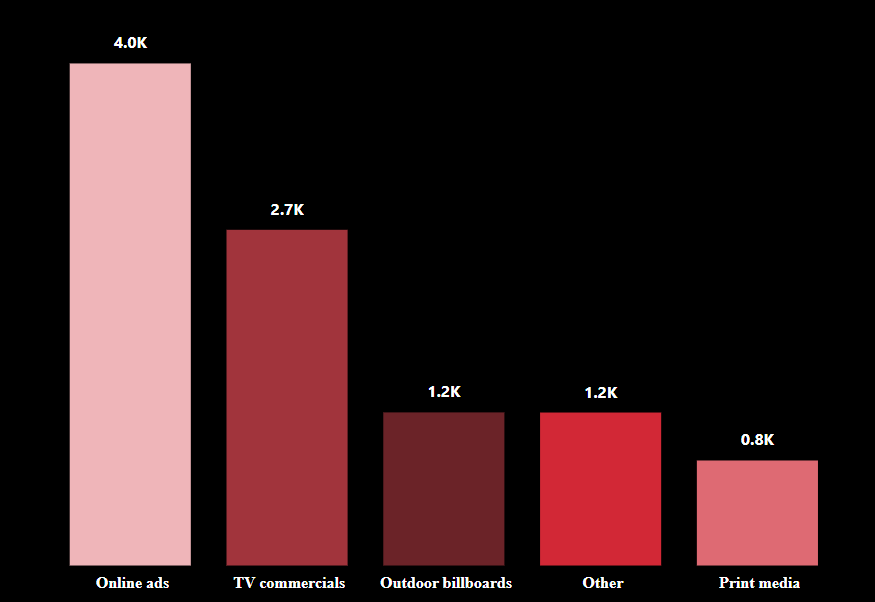 4.0K
2.7K
1.2K
1.2K
0.8K
Online ads
TV commercials
Outdoor billboards
Other
Print media